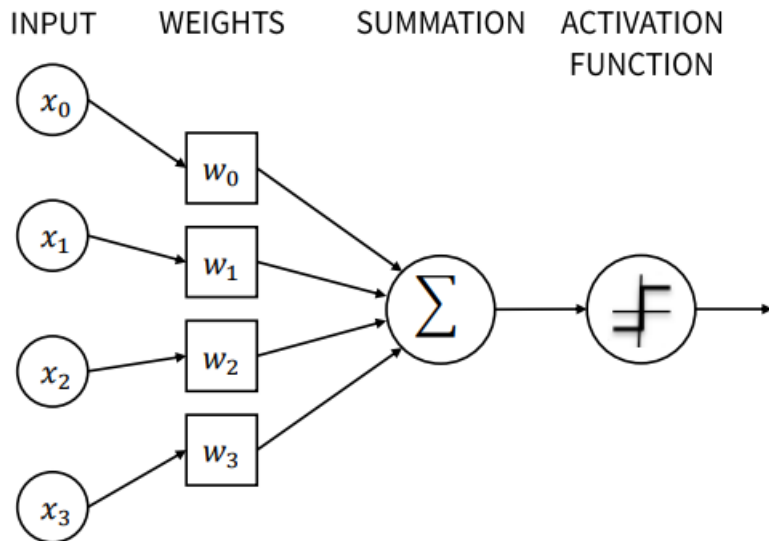 INPUT WEIGHTS SUMMATION ACTIVATION
FUNCTION
x₀
w₀
x₁
w₁
∑
x₂
w₂
w₃
x₃